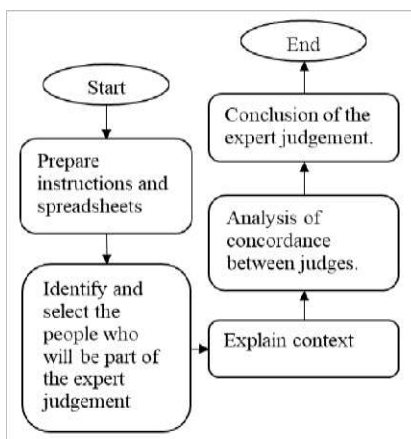 Start
Prepare
instructions and
spreadsheets
Identify and
select the
people who
will be part of
the expert
judgement
Explain context
Analysis of
concordance
between judges.
Conclusion of the
expert judgement.
End